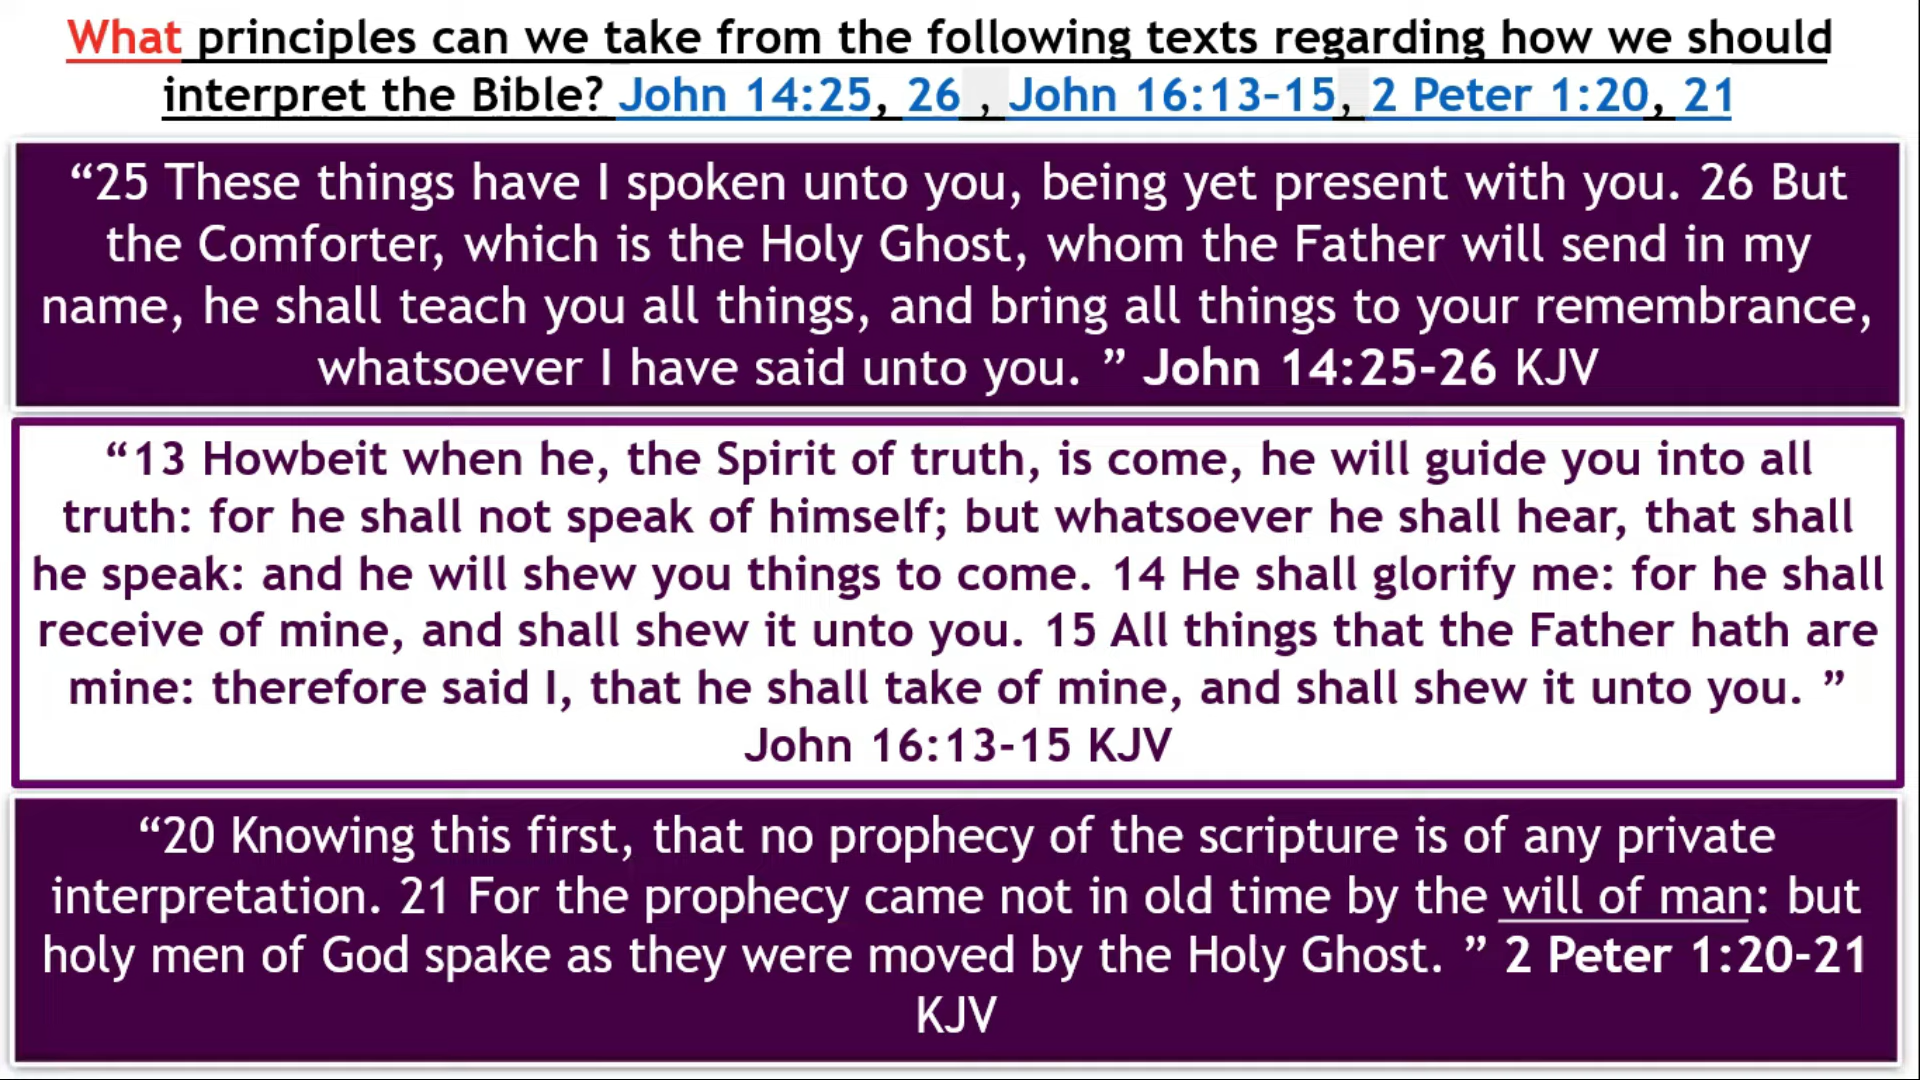 What principles can we take from the following texts regarding how we should
interpret the Bible? John 14:25, 26 , John 16:13–15, 2 Peter 1:20, 21
“25 These things have I spoken unto you, being yet present with you. 26 But
the Comforter, which is the Holy Ghost, whom the Father will send in my
name, he shall teach you all things, and bring all things to your remembrance,
whatsoever I have said unto you. ” John 14:25-26 KJV
“13 Howbeit when he, the Spirit of truth, is come, he will guide you into all
truth: for he shall not speak of himself; but whatsoever he shall hear, that shall
he speak: and he will shew you things to come. 14 He shall glorify me: for he shall
receive of mine, and shall shew it unto you. 15 All things that the Father hath are
mine: therefore said I, that he shall take of mine, and shall shew it unto you. ”
John 16:13-15 KJV
“20 Knowing this first, that no prophecy of the scripture is of any private
interpretation. 21 For the prophecy came not in old time by the will of man: but
holy men of God spake as they were moved by the Holy Ghost. ” 2 Peter 1:20-21
KJV